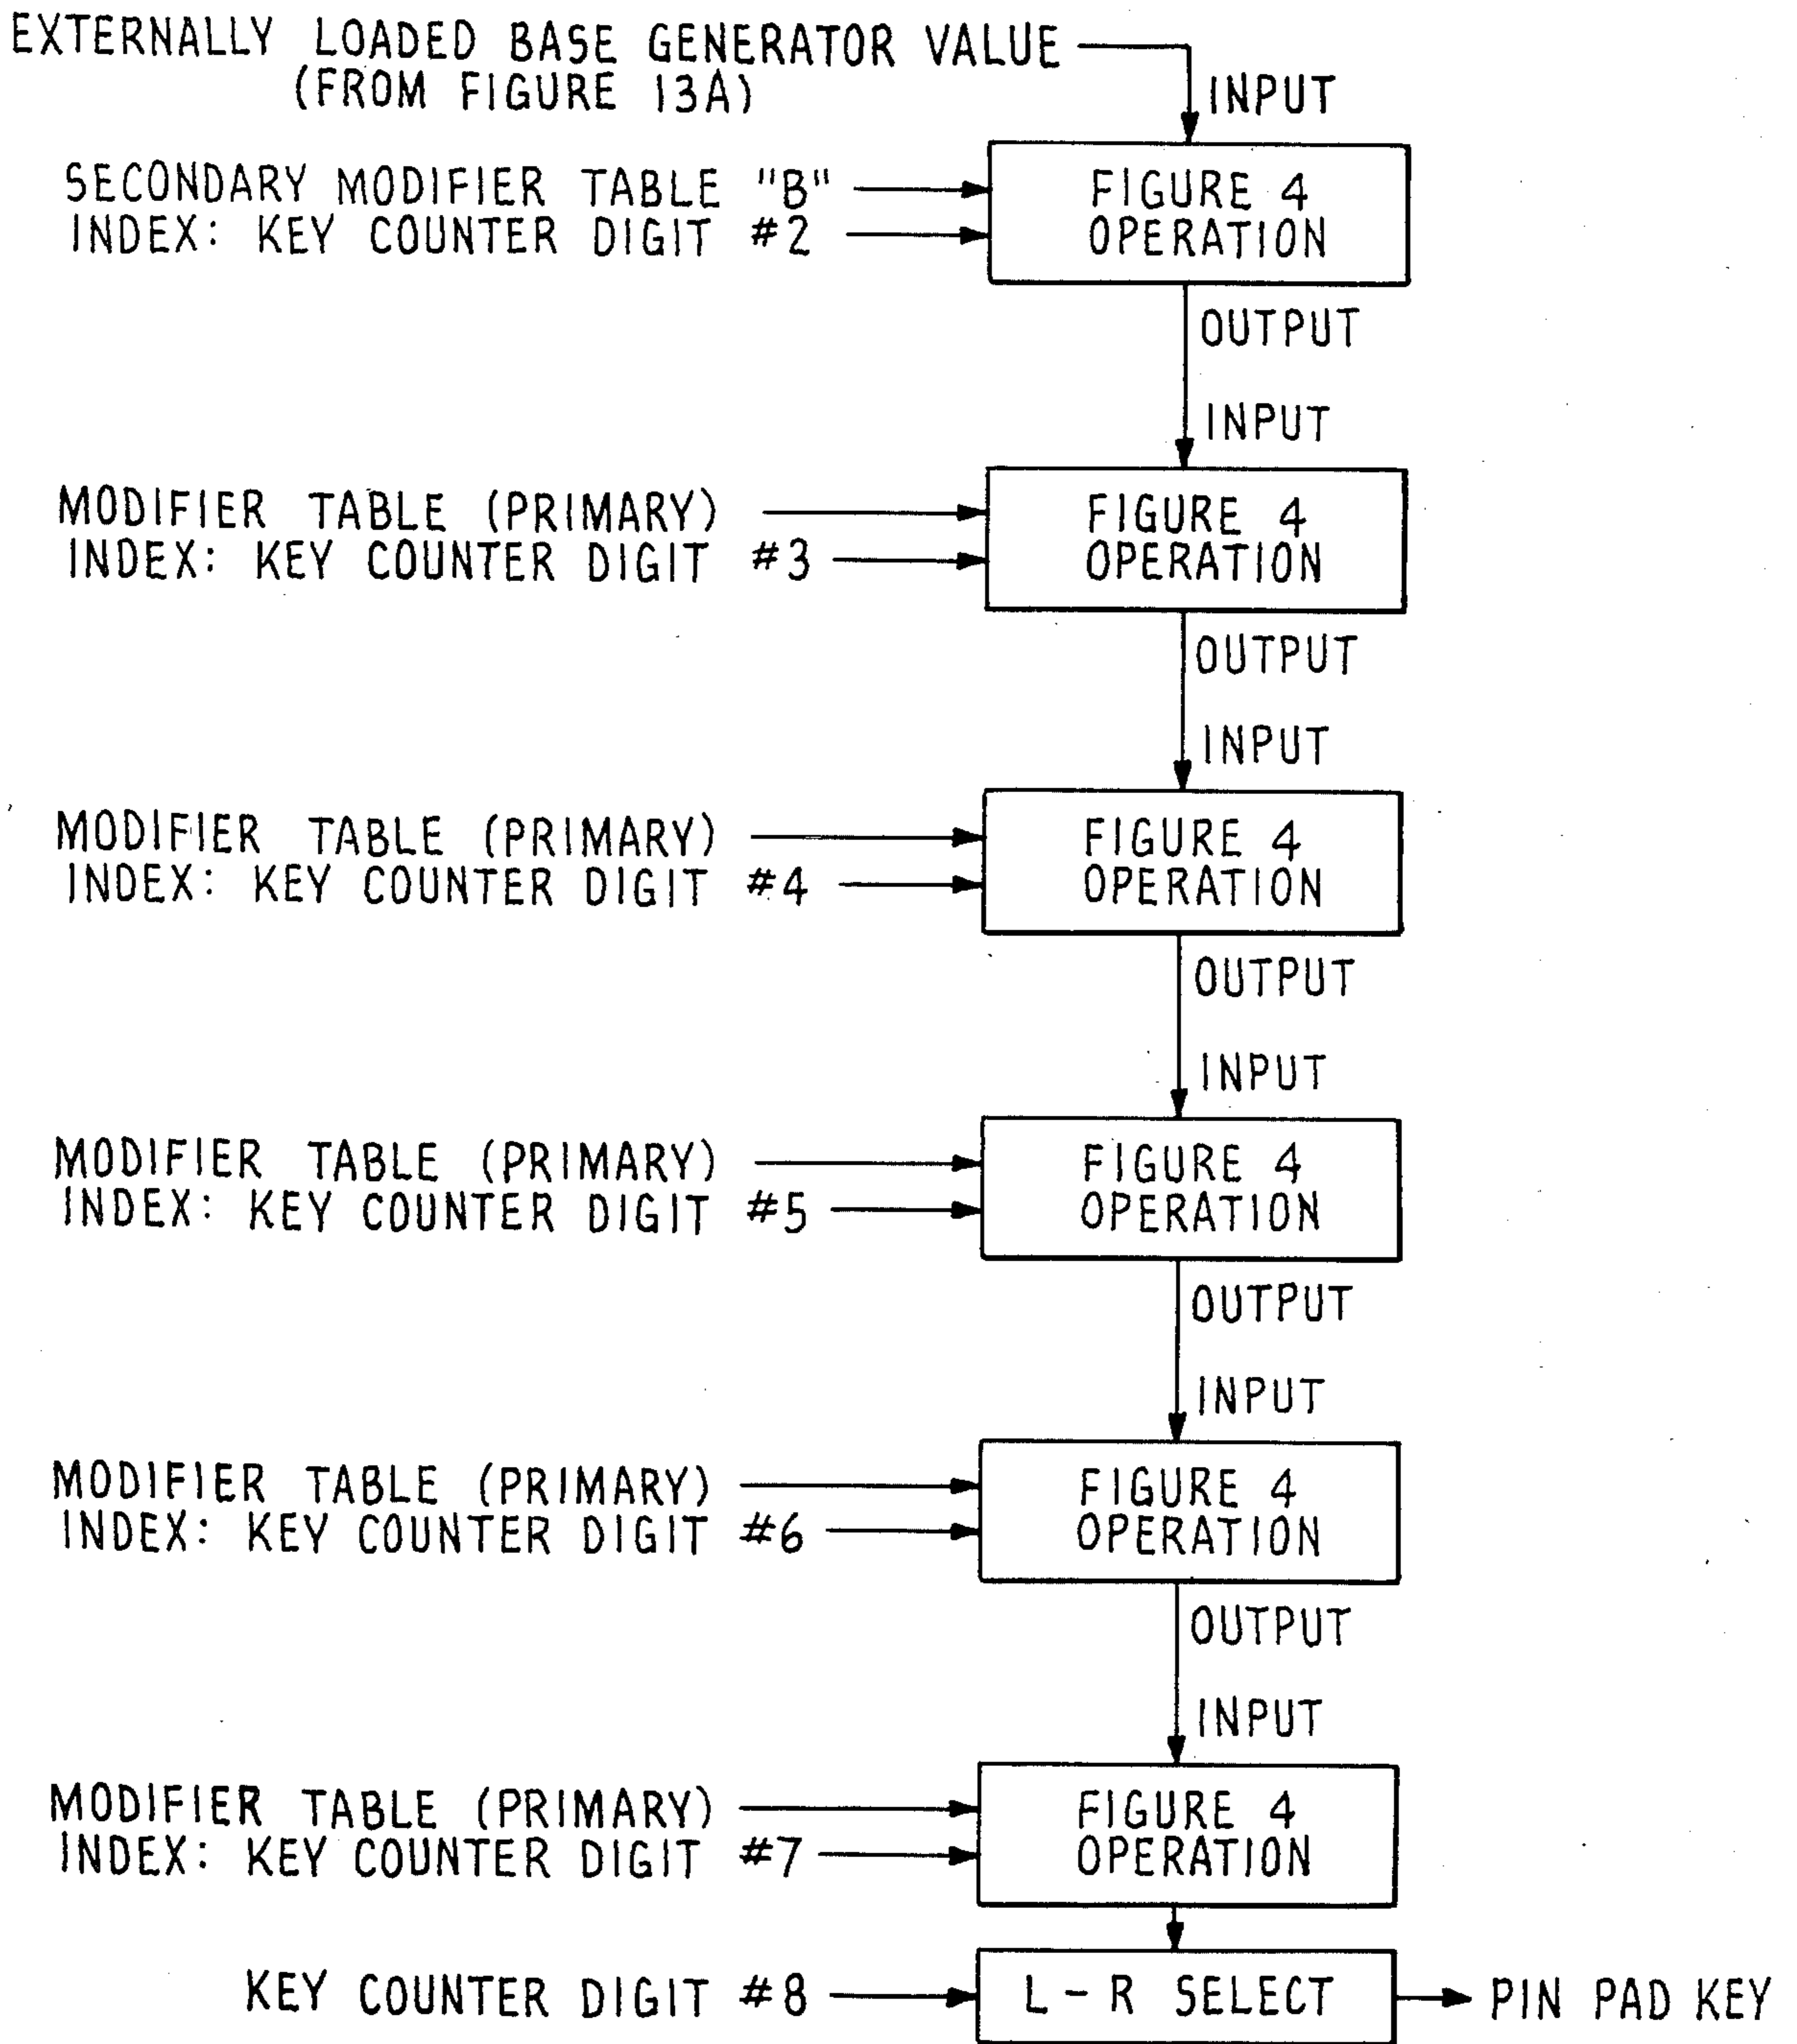 EXTERNALLY LOADED BASE GENERATOR VALUE
(FROM FIGURE 13A)
INPUT
SECONDARY MODIFIER TABLE "B"
INDEX: KEY COUNTER DIGIT #2
FIGURE 4
OPERATION
OUTPUT
INPUT
MODIFIER TABLE (PRIMARY)
INDEX: KEY COUNTER DIGIT #3
FIGURE 4
OPERATION
OUTPUT
INPUT
MODIFIER TABLE (PRIMARY)
INDEX: KEY COUNTER DIGIT #4
FIGURE 4
OPERATION
OUTPUT
INPUT
MODIFIER TABLE (PRIMARY)
INDEX: KEY COUNTER DIGIT #5
FIGURE 4
OPERATION
OUTPUT
INPUT
MODIFIER TABLE (PRIMARY)
INDEX: KEY COUNTER DIGIT #6
FIGURE 4
OPERATION
OUTPUT
INPUT
MODIFIER TABLE (PRIMARY)
INDEX: KEY COUNTER DIGIT #7
FIGURE 4
OPERATION
KEY COUNTER DIGIT #8
L - R SELECT
PIN PAD KEY